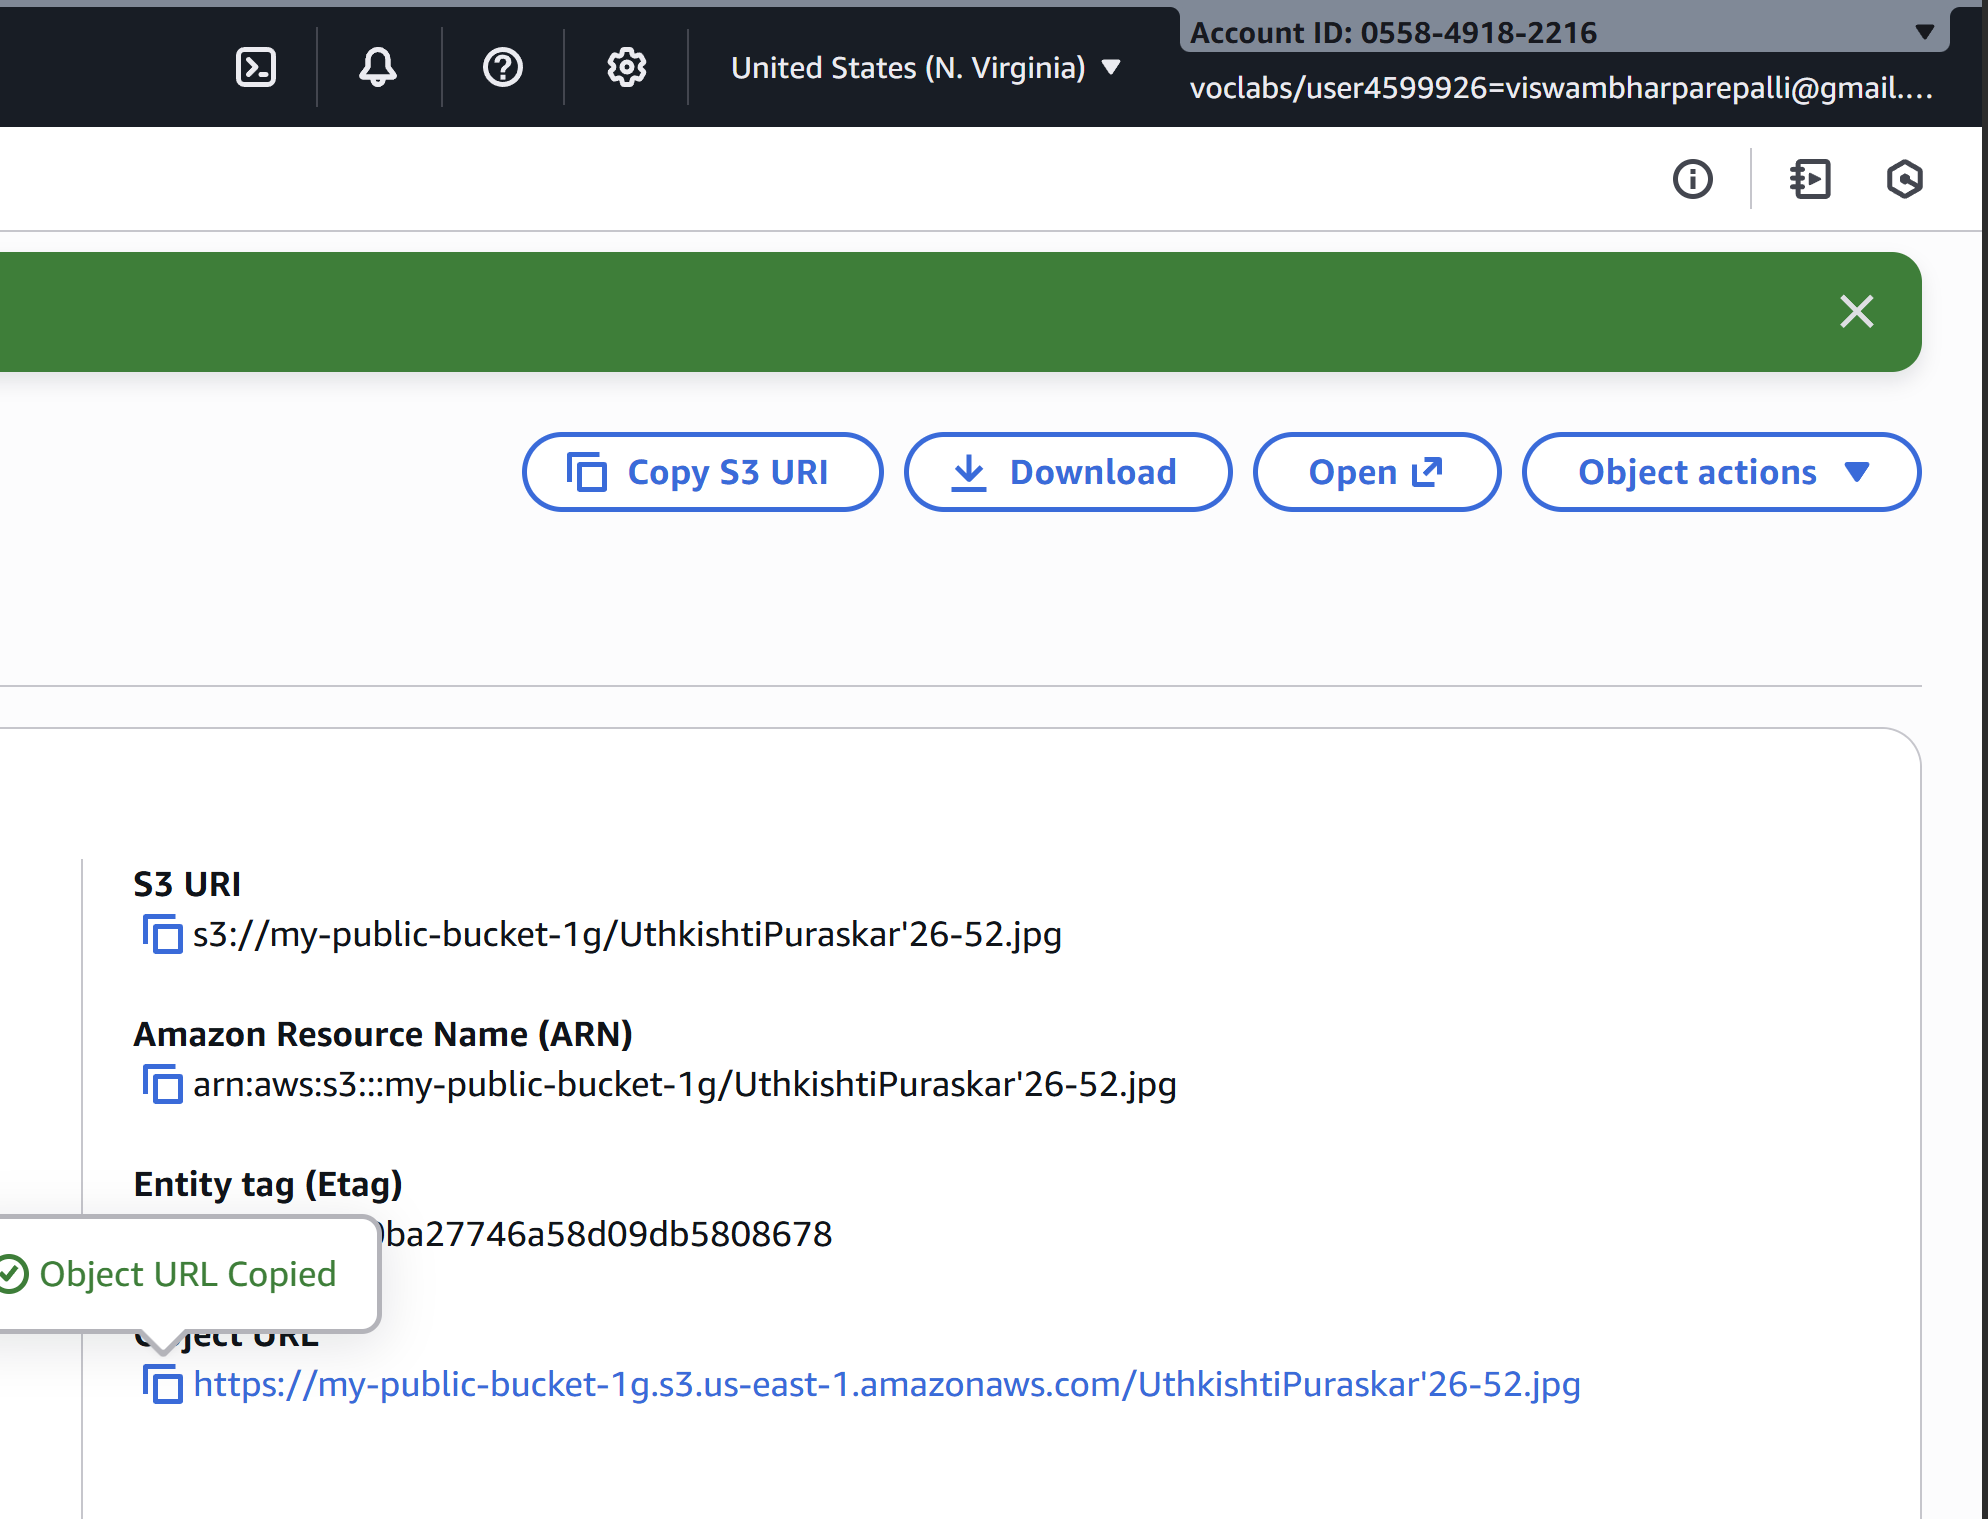 Account ID: 0558-4918-2216
United States (N. Virginia)
voclabs/user4599926=viswambharparepalli@gmail....
Copy S3 URI
Download
Open
Object actions
S3 URI
s3://my-public-bucket-1g/UthkishtiPuraskar'26-52.jpg
Amazon Resource Name (ARN)
arn:aws:s3:::my-public-bucket-1g/UthkishtiPuraskar'26-52.jpg
Entity tag (Etag)
ba27746a58d09db5808678
Object URL Copied
Object URL
https://my-public-bucket-1g.s3.us-east-1.amazonaws.com/UthkishtiPuraskar'26-52.jpg